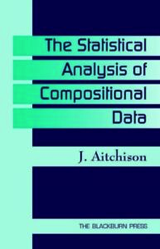 The Statistical
Analysis of
Compositional
Data
J. Aitchison
THE BLACKBURN PRESS